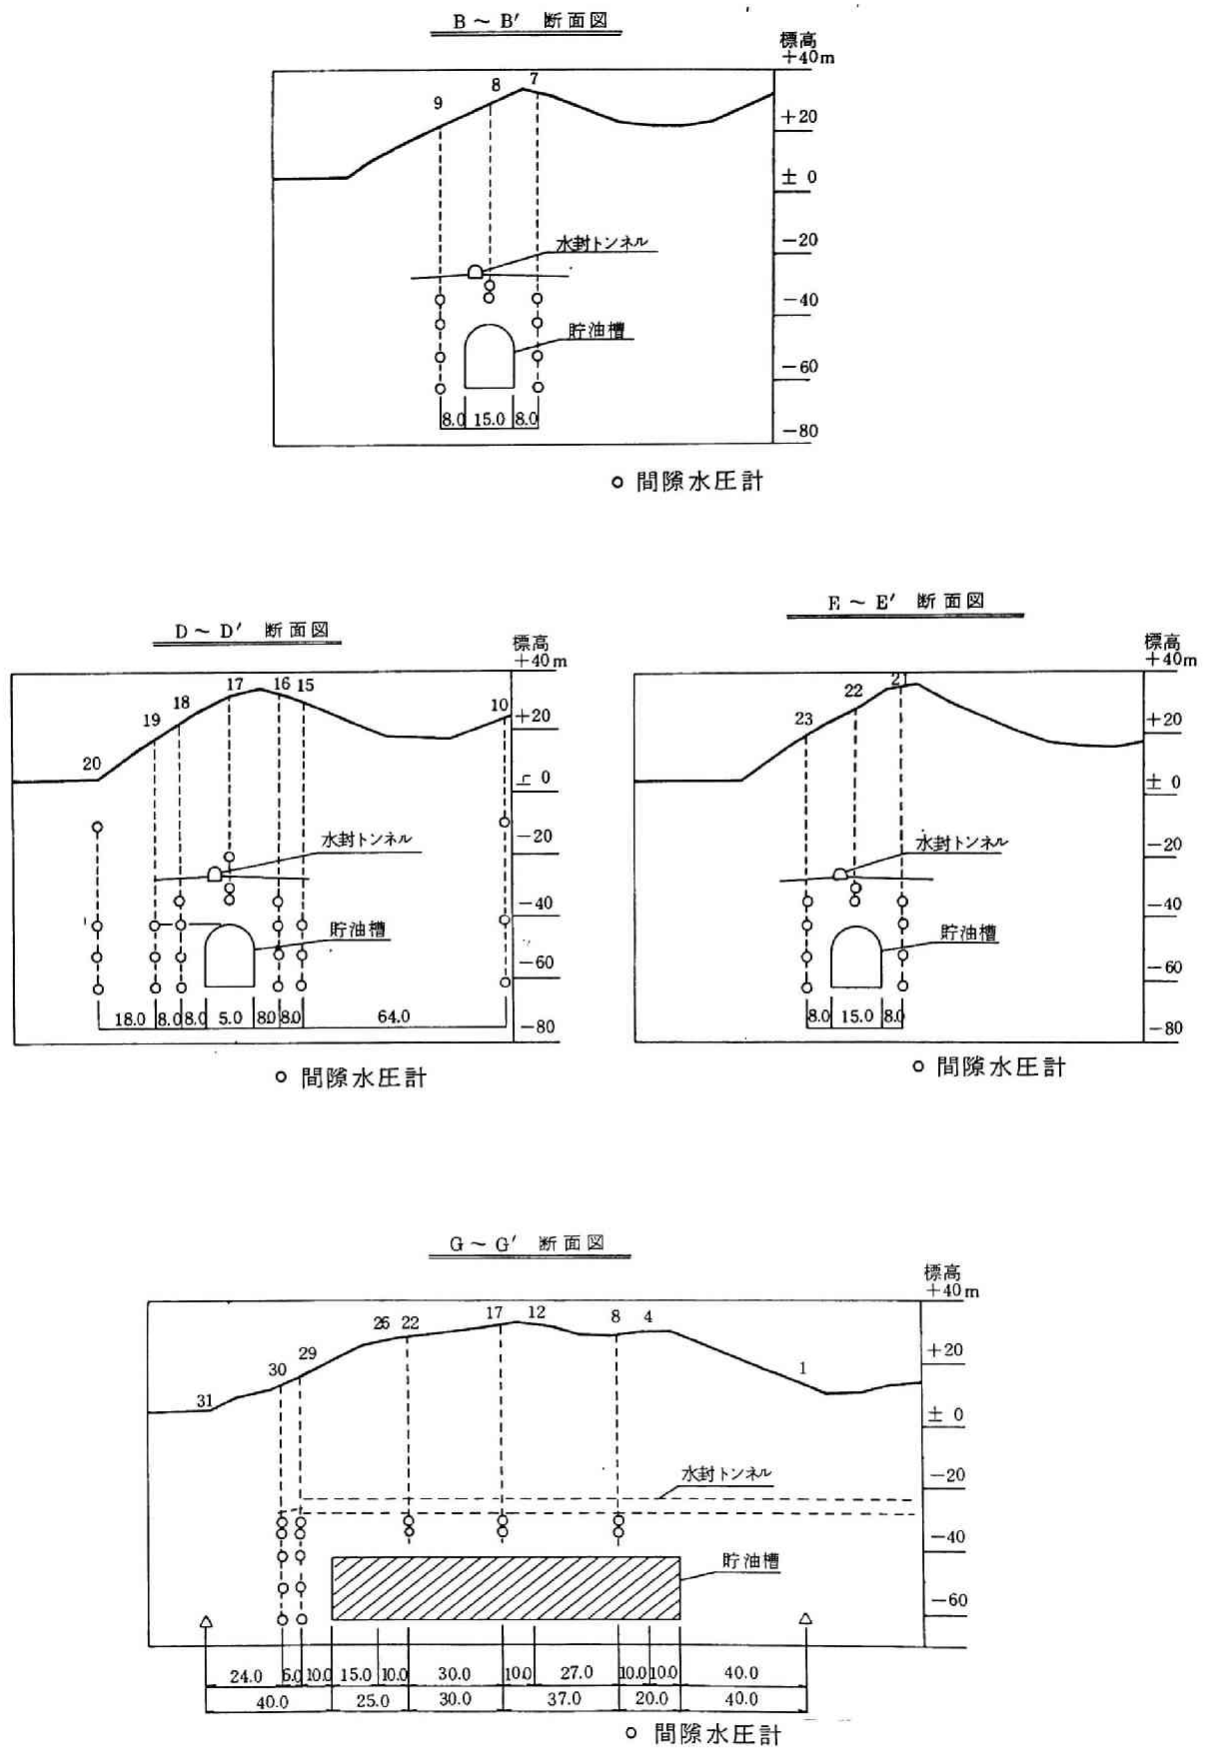 B ~ B′ 断面図
標高
+40m
7
8
9
+20
± 0
水封トンネル
-20
-40
貯油槽
-60
8.0 15.0 8.0
-80
○ 間隙水圧計
D ~ D′ 断面図
標高
+40m
17 16 15
18
10
19
+20
20
0
水封トンネル
-20
-40
貯油槽
-60
18.0 8.0 8.0 5.0 8.0 8.0 64.0
-80
○ 間隙水圧計
E ~ E′ 断面図
標高
+40m
21
22
23
+20
± 0
水封トンネル
-20
-40
貯油槽
-60
8.0 15.0 8.0
-80
○ 間隙水圧計
G ~ G′ 断面図
標高
+40m
26 22 17 12 8 4
29
+20
30
1
31
± 0
水封トンネル
-20
-40
貯油槽
-60
24.0 6.0 10.0 15.0 10.0 30.0 10.0 27.0 10.0 10.0 40.0
40.0 25.0 30.0 37.0 20.0 40.0
○ 間隙水圧計